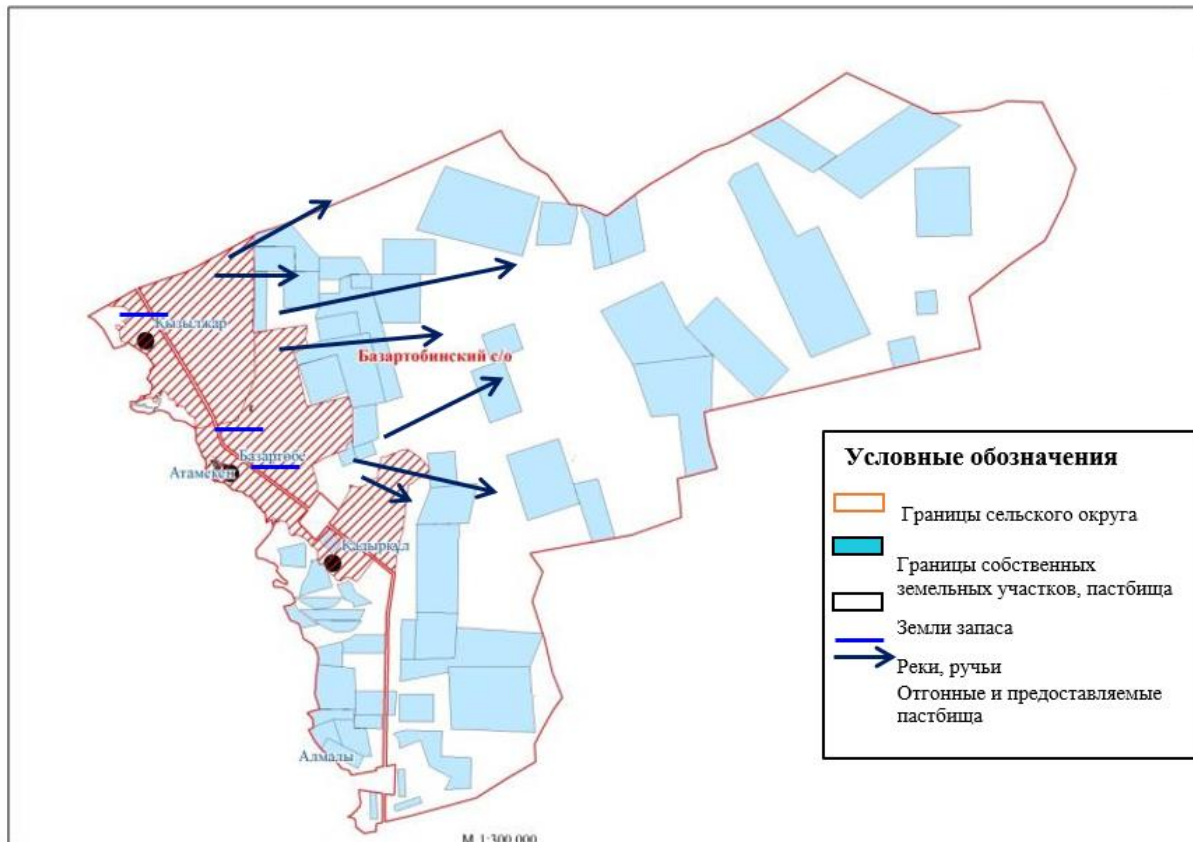 Кызылжар
Базартобинский с/о
Базартобе
Атамекен
Кадыркул
Алмалы
М 1:300 000
Условные обозначения
Границы сельского округа
Границы собственных
земельных участков, пастбища
Земли запаса
Реки, ручьи
Отгонные и предоставляемые
пастбища